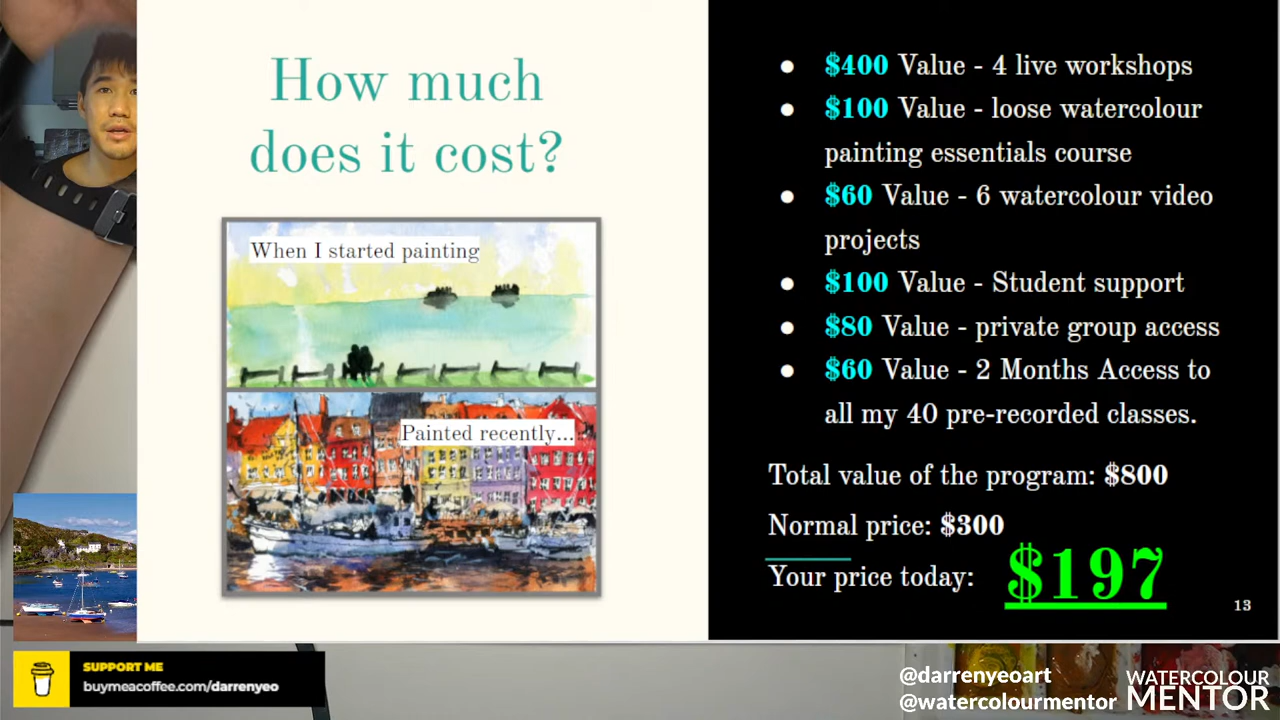 How much
does it cost?
When I started painting
Painted recently...
● $400 Value - 4 live workshops
● $100 Value - loose watercolour
painting essentials course
● $60 Value - 6 watercolour video
projects
● $100 Value - Student support
● $80 Value - private group access
● $60 Value - 2 Months Access to
all my 40 pre-recorded classes.
Total value of the program: $800
Normal price: $300
Your price today: $197
13
SUPPORT ME
buymeacoffee.com/darrenyeo
@darrenyeoart
@watercolourmentor
WATERCOLOUR
MENTOR